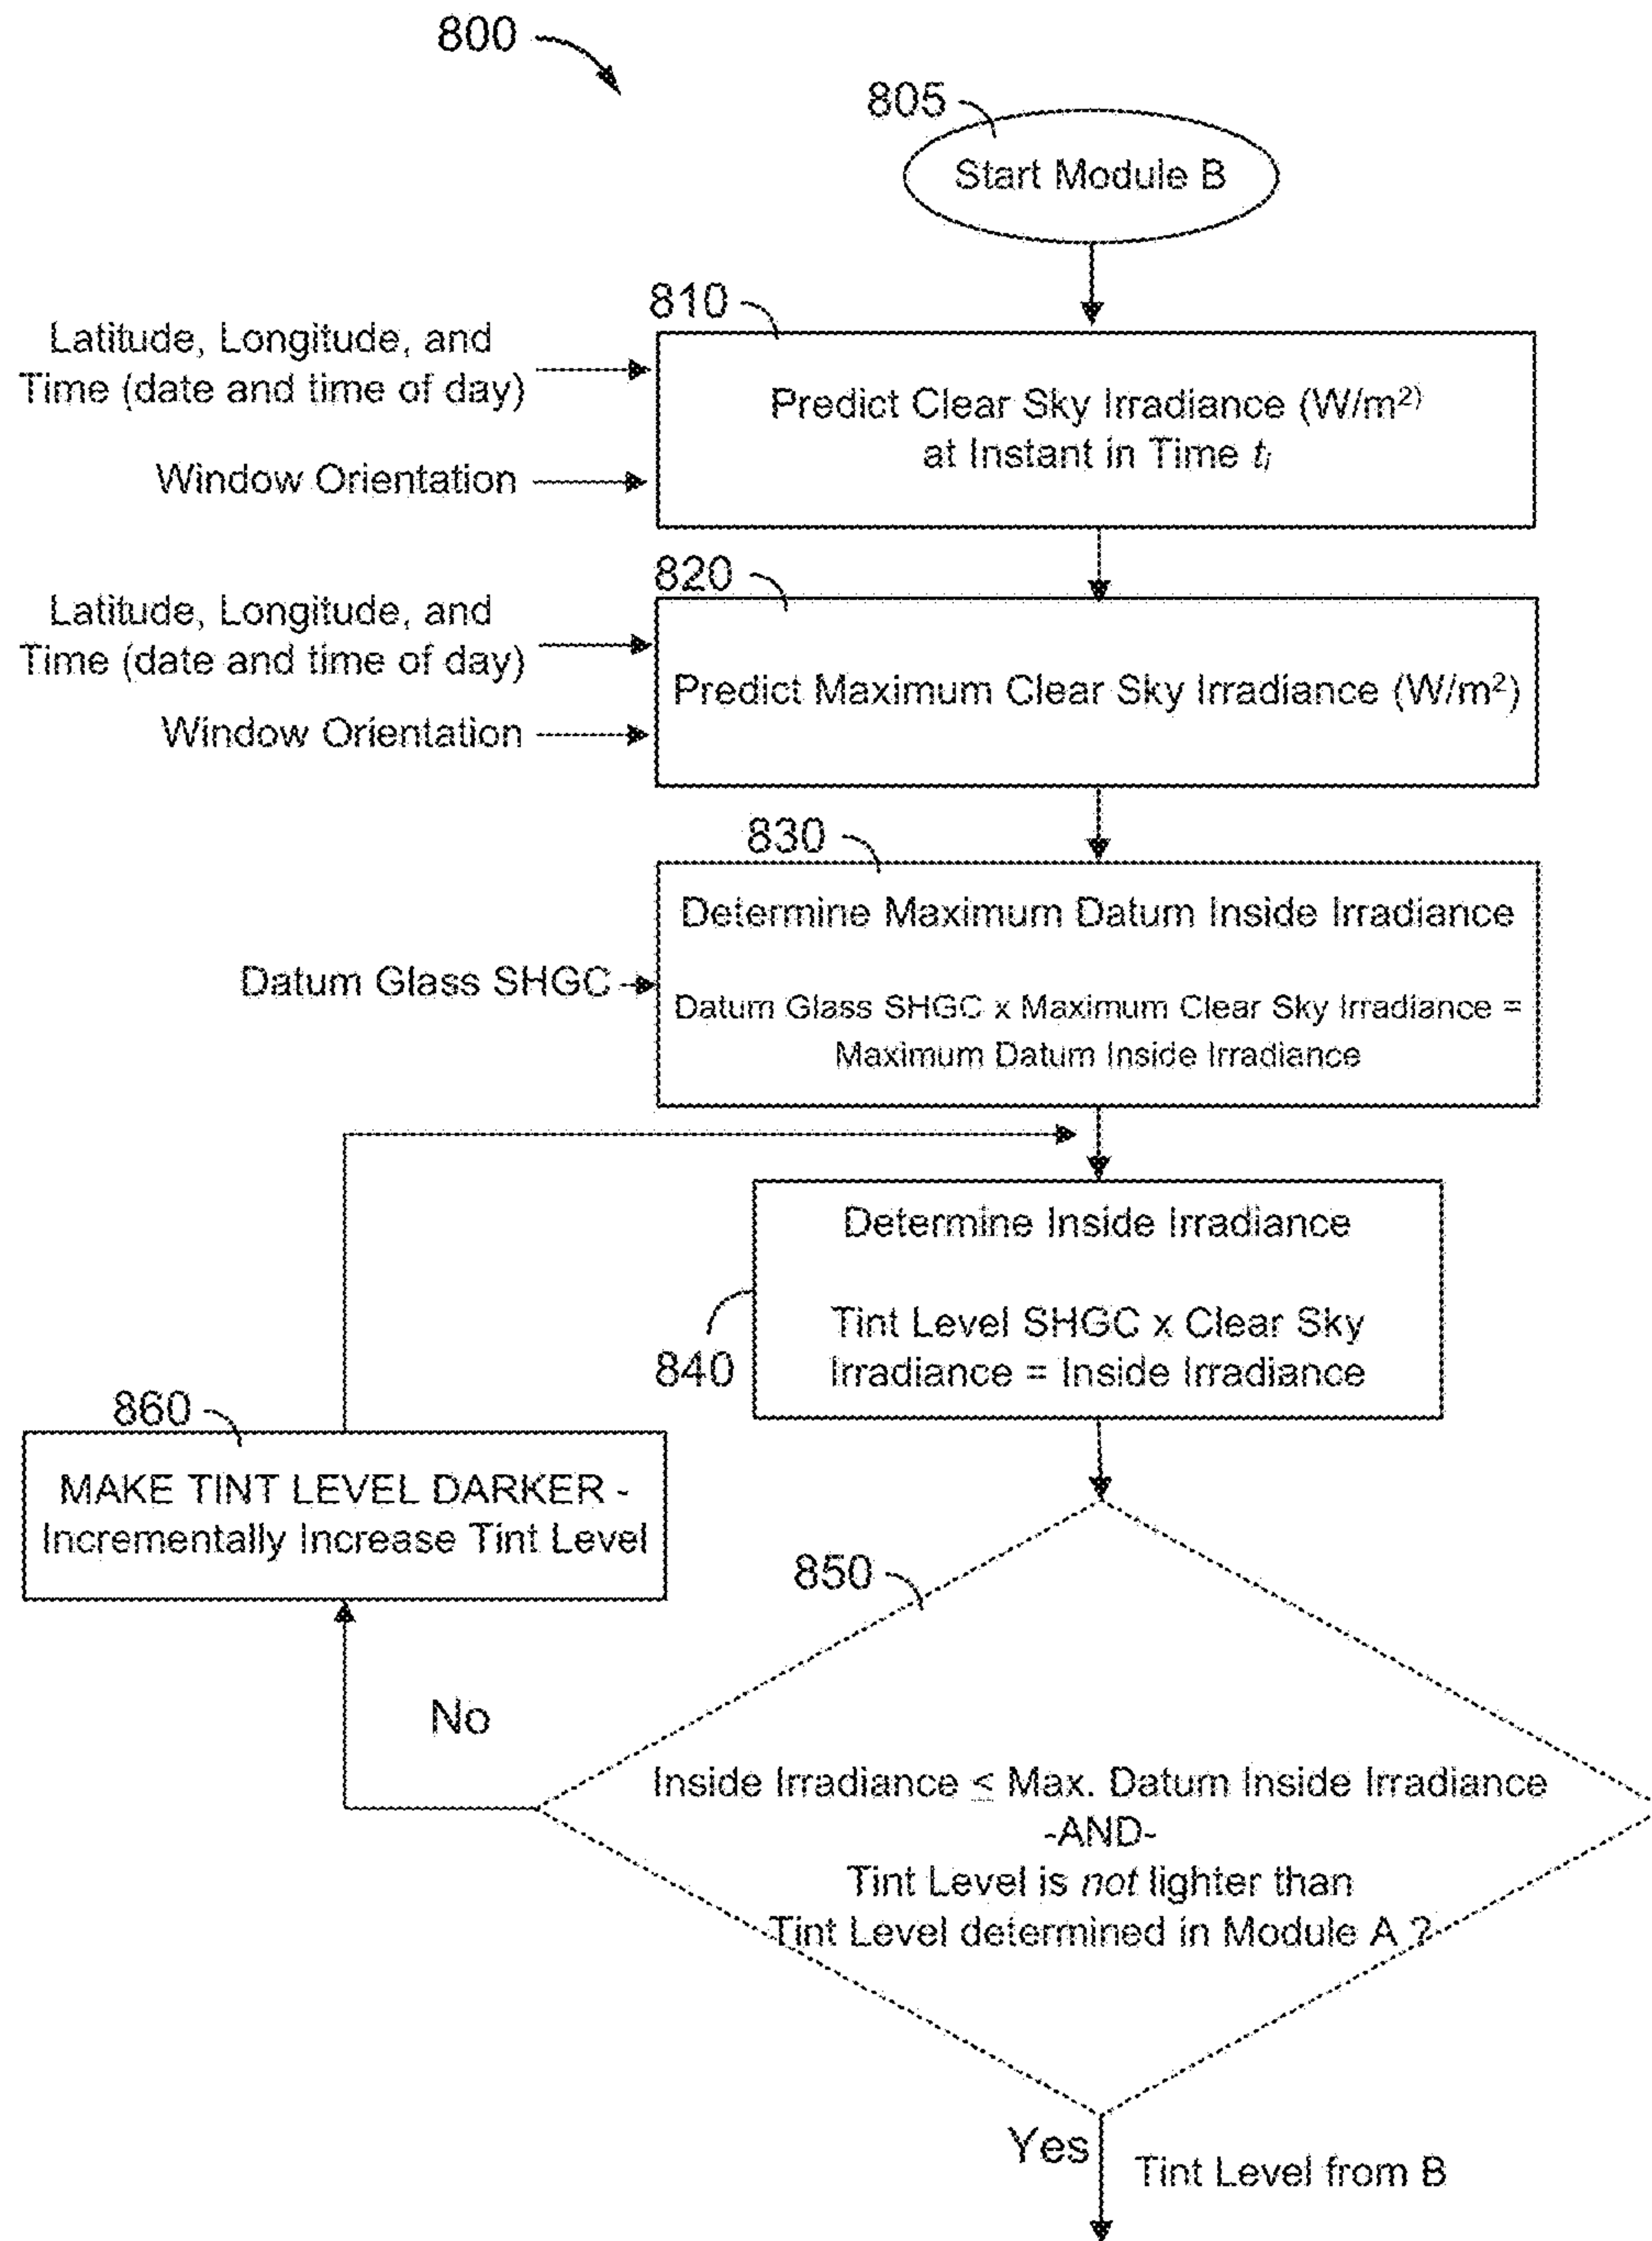 800
805
Start Module B
810
Latitude, Longitude, and
Time (date and time of day)
Window Orientation
Predict Clear Sky Irradiance (W/m²⁾
at Instant in Time tᵢ
820
Latitude, Longitude, and
Time (date and time of day)
Window Orientation
Predict Maximum Clear Sky Irradiance (W/m²)
830
Determine Maximum Datum Inside Irradiance
Datum Glass SHGC
Datum Glass SHGC x Maximum Clear Sky Irradiance =
Maximum Datum Inside Irradiance
Determine Inside Irradiance
Tint Level SHGC x Clear Sky
Irradiance = Inside Irradiance
840
860
MAKE TINT LEVEL DARKER -
Incrementally Increase Tint Level
850
No
Inside Irradiance ≤ Max. Datum Inside Irradiance
-AND-
Tint Level is not lighter than
Tint Level determined in Module A ?
Yes
Tint Level from B